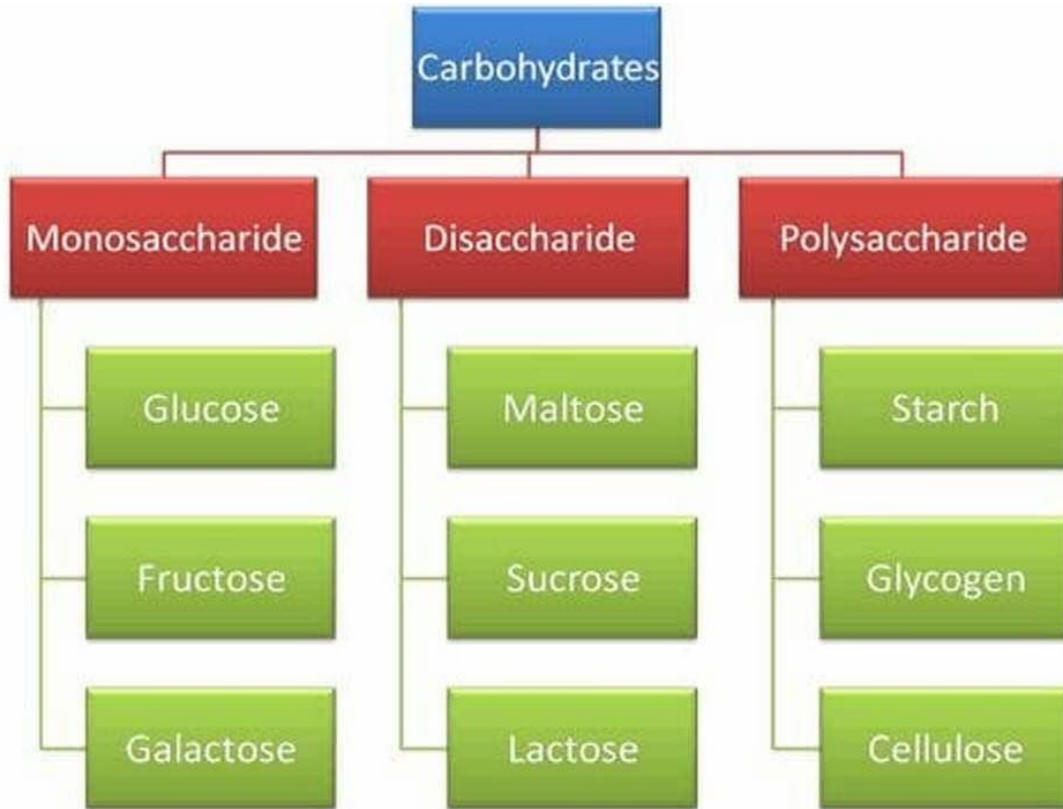 Carbohydrates
Monosaccharide
Disaccharide
Polysaccharide
Glucose
Maltose
Starch
Fructose
Sucrose
Glycogen
Galactose
Lactose
Cellulose